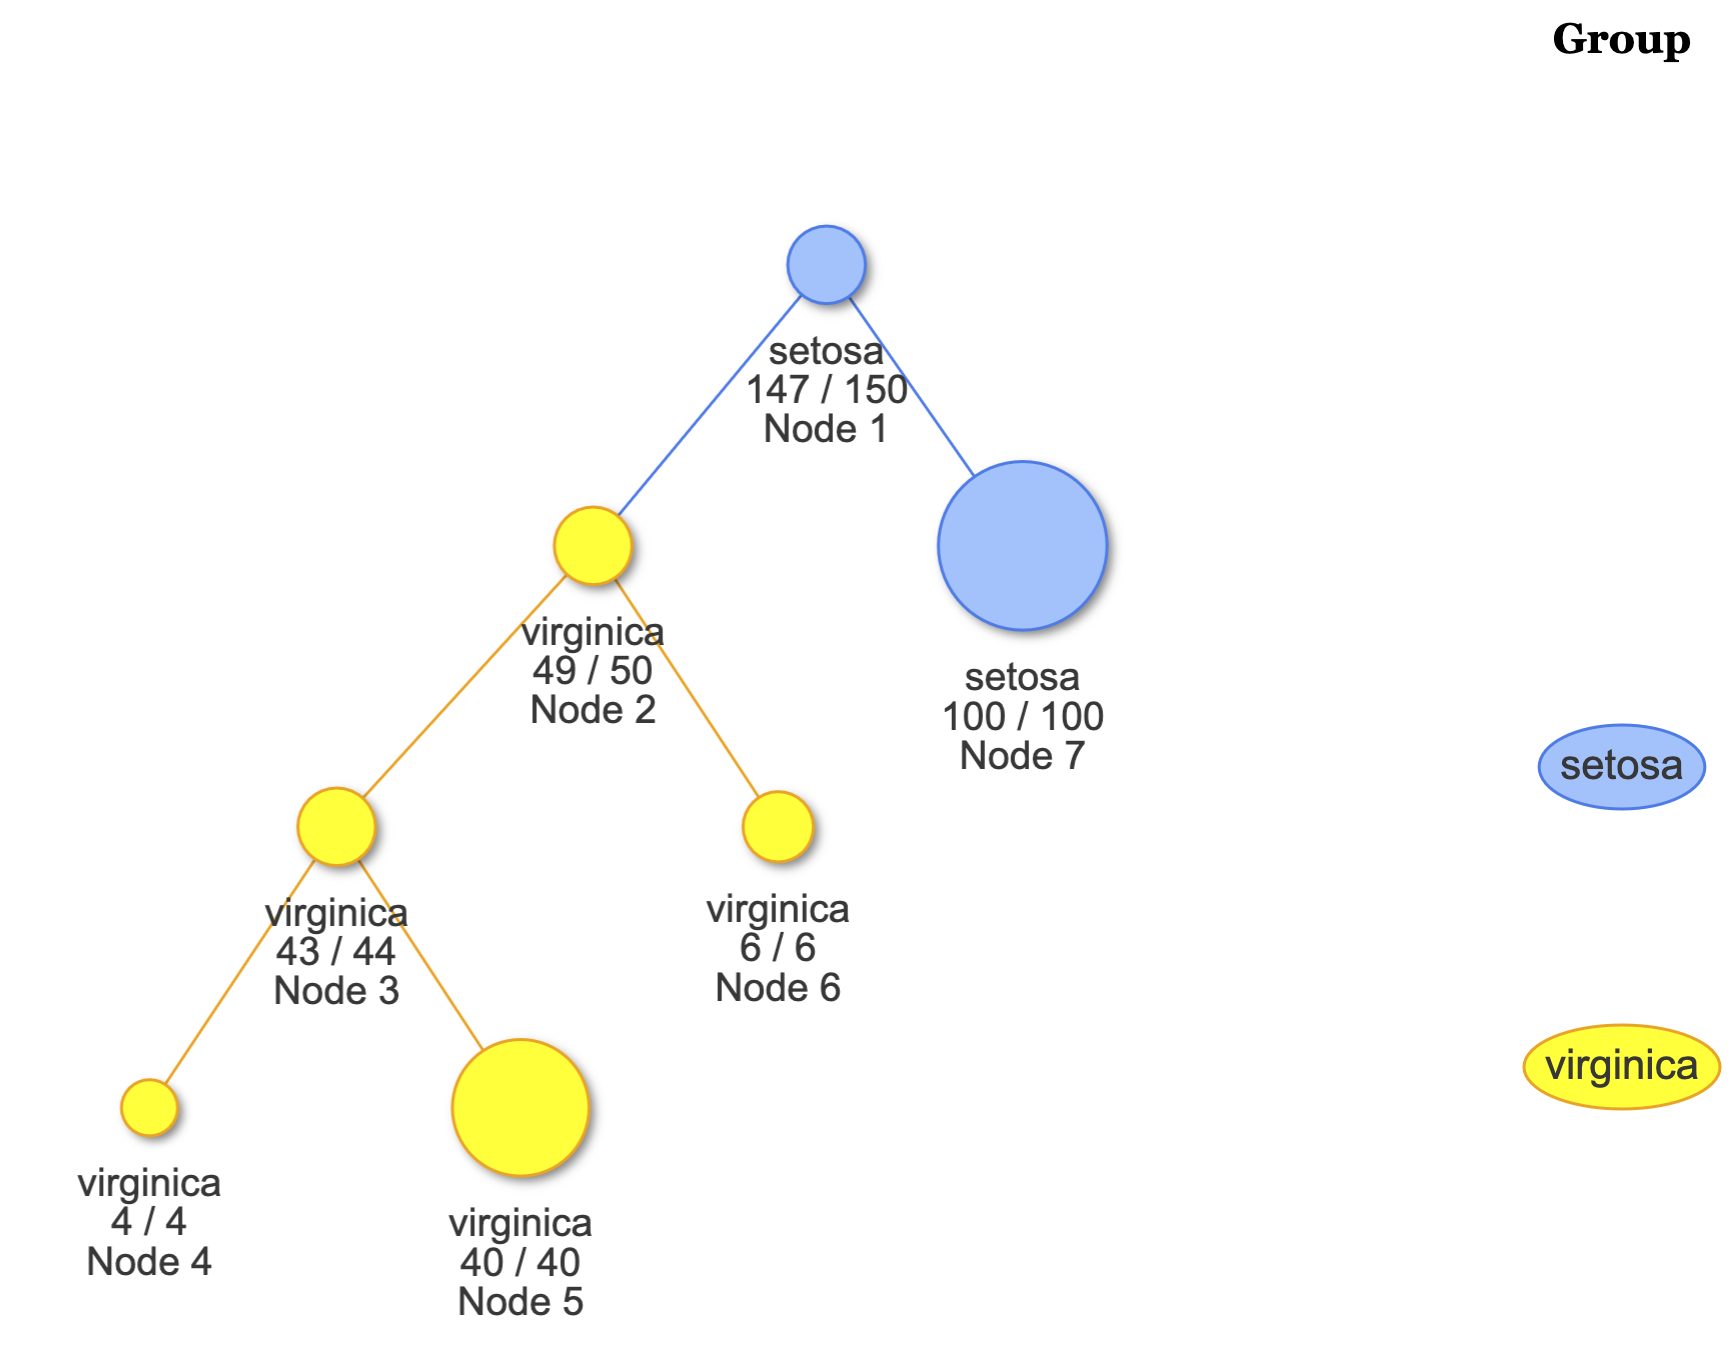 Group
setosa
147 / 150
Node 1
virginica
49 / 50
Node 2
setosa
100 / 100
Node 7
setosa
virginica
43 / 44
Node 3
virginica
6 / 6
Node 6
virginica
virginica
4 / 4
Node 4
virginica
40 / 40
Node 5